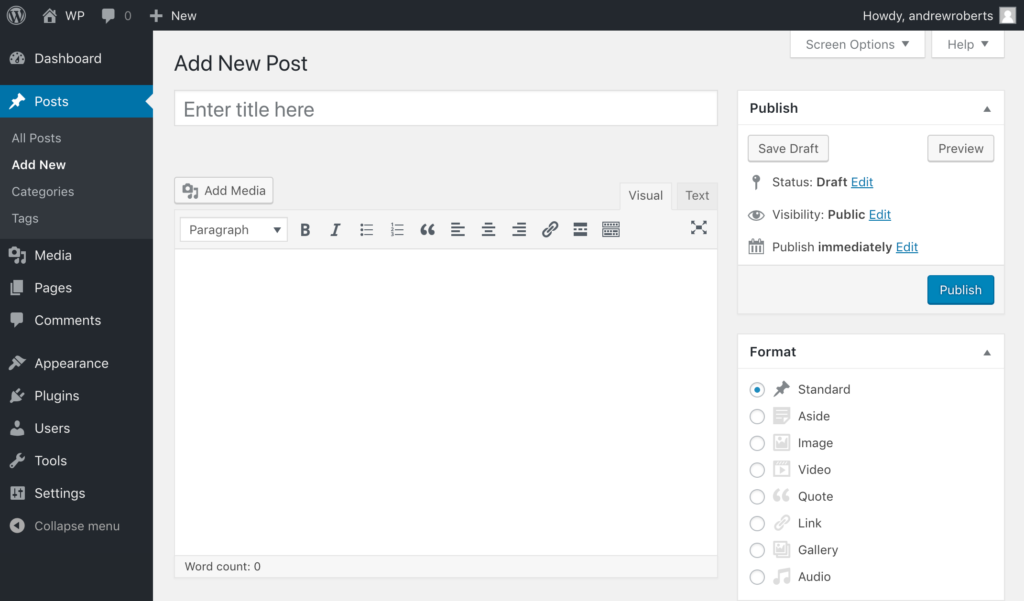 WP 0 New Howdy, andrewroberts
Screen Options Help
Dashboard
Posts
All Posts
Add New
Categories
Tags
Media
Pages
Comments
Appearance
Plugins
Users
Tools
Settings
Collapse menu
Add New Post
Enter title here
Add Media
Visual Text
Paragraph B I
Word count: 0
Publish
Save Draft Preview
Status: Draft Edit
Visibility: Public Edit
Publish immediately Edit
Publish
Format
Standard
Aside
Image
Video
Quote
Link
Gallery
Audio